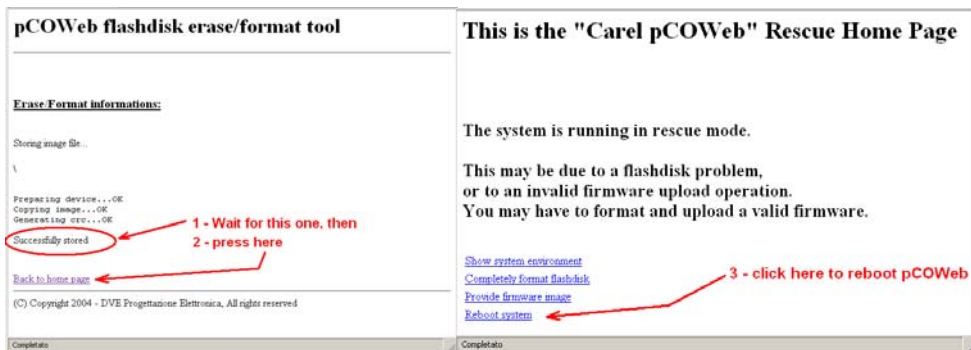 pCOWeb flashdisk erase/format tool
Erase/Format informations:
Storing image file...
\
Preparing device...OK
Copying image...OK
Generating crc...OK
Successfully stored
1 - Wait for this one, then
2 - press here
Back to home page
(C) Copyright 2004 - DVE Progettazione Elettronica, All rights reserved
Completato
This is the "Carel pCOWeb" Rescue Home Page
The system is running in rescue mode.
This may be due to a flashdisk problem,
or to an invalid firmware upload operation.
You may have to format and upload a valid firmware.
Show system environment
Completely format flashdisk
Provide firmware image
Reboot system
3 - click here to reboot pCOWeb
Completato